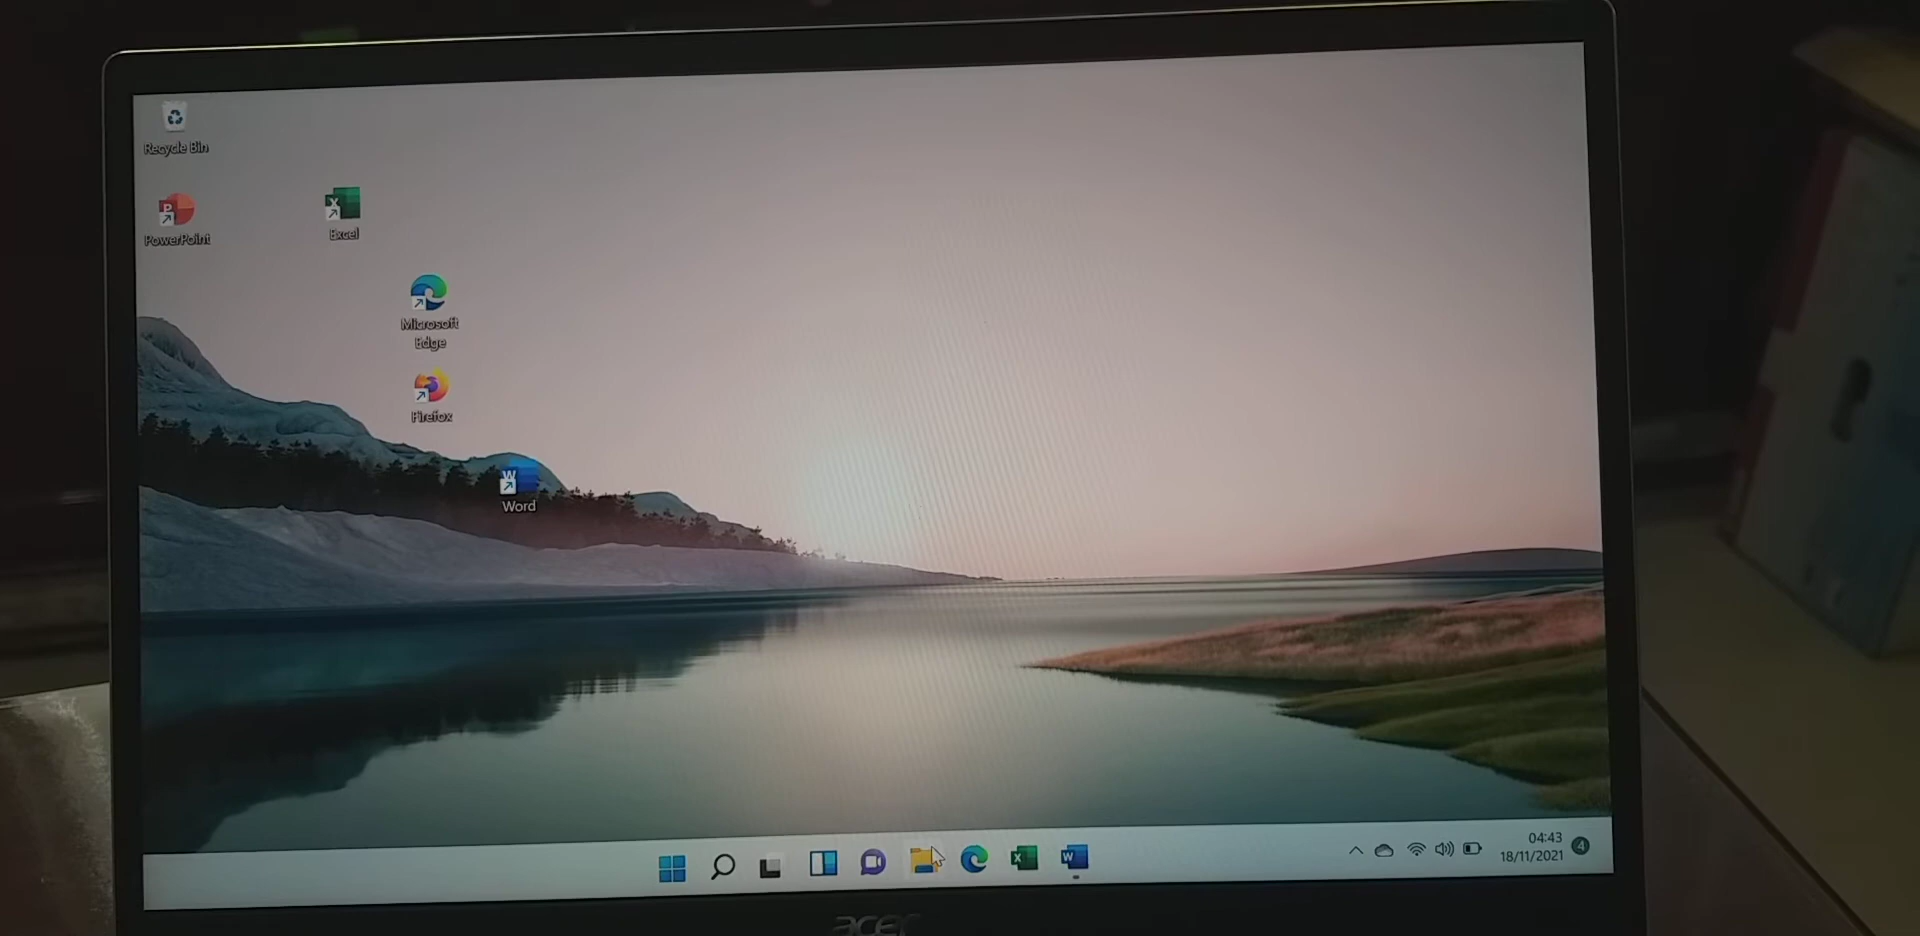 Recycle Bin
PowerPoint
Excel
Microsoft
Edge
Firefox
Word
04:43
18/11/2021
4
acer